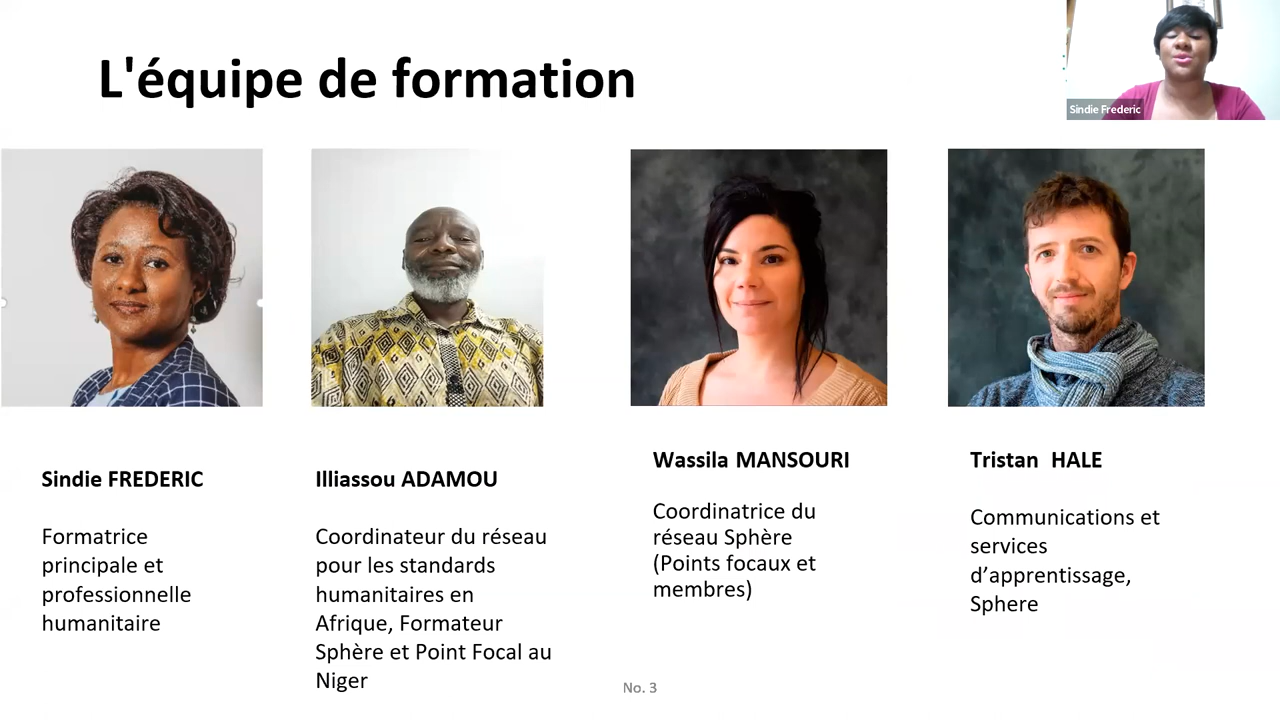 L'équipe de formation
Sindie Frederic
Sindie FREDERIC
Formatrice
principale et
professionnelle
humanitaire
Illiassou ADAMOU
Coordinateur du réseau
pour les standards
humanitaires en
Afrique, Formateur
Sphère et Point Focal au
Niger
Wassila MANSOURI
Coordinatrice du
réseau Sphère
(Points focaux et
membres)
Tristan  HALE
Communications et
services
d’apprentissage,
Sphere
No. 3